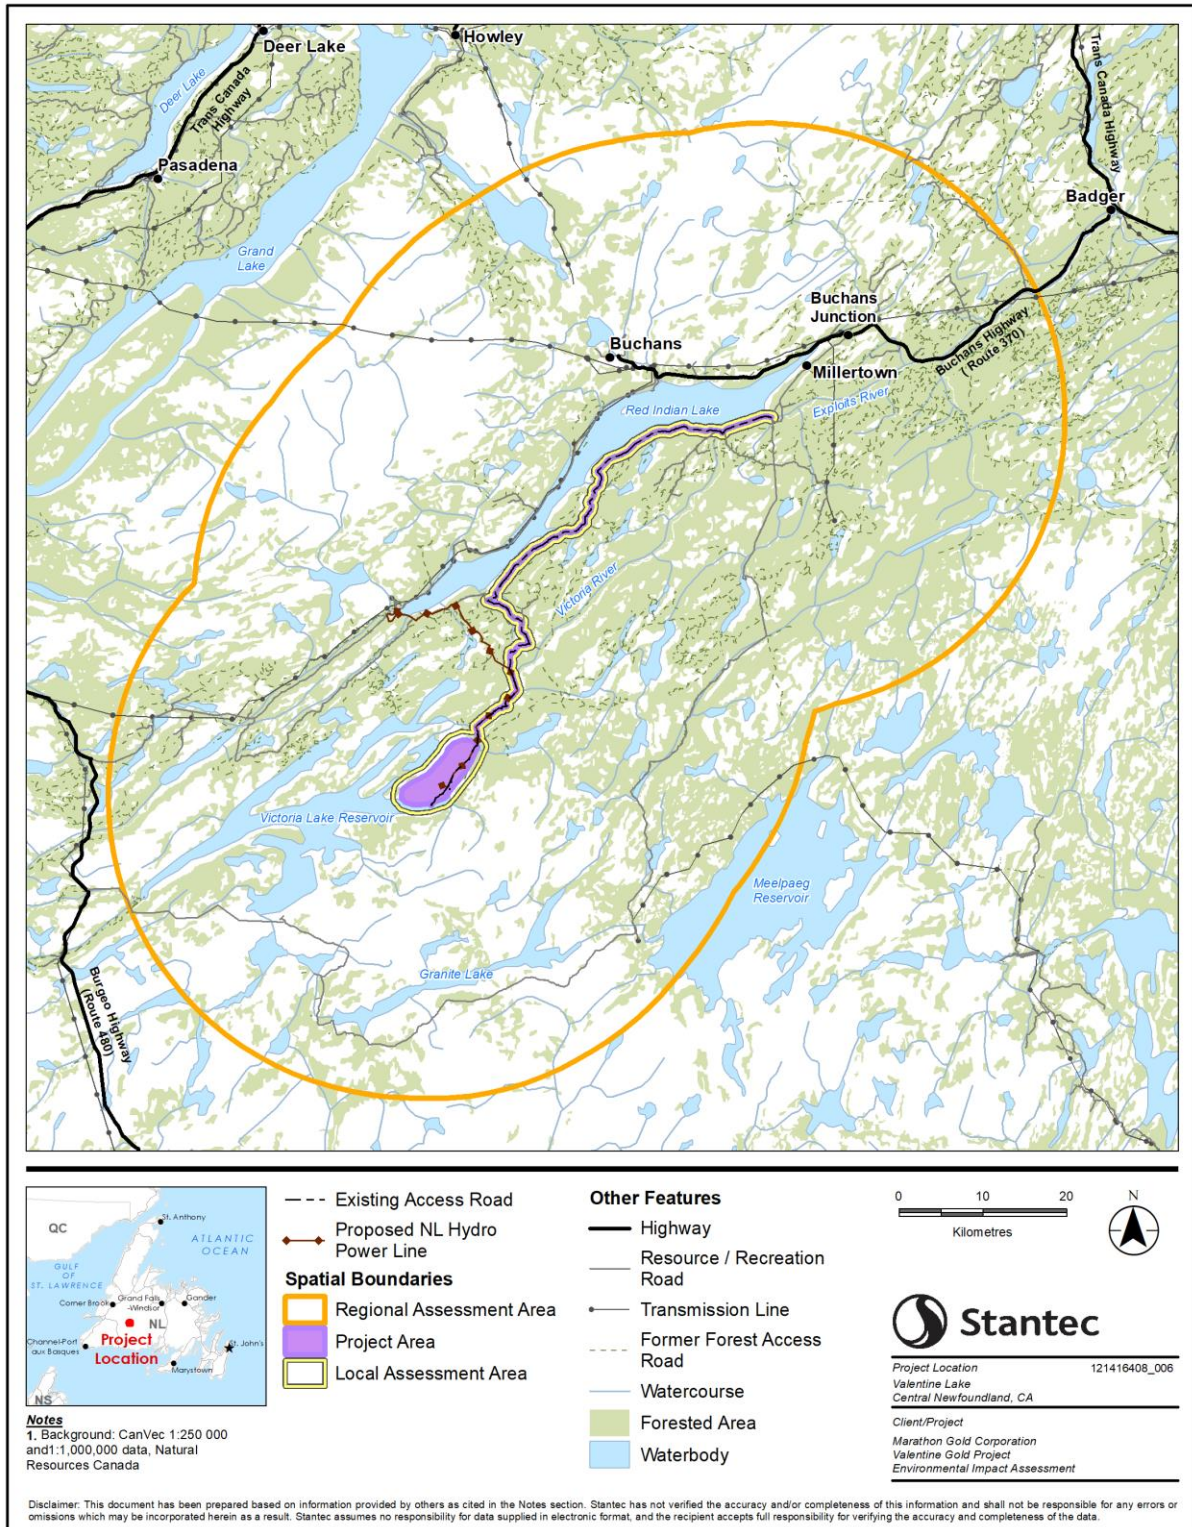 Deer Lake
Howley
Deer Lake
Trans Canada
Highway
Trans Canada Highway
Pasadena
Badger
Grand
Lake
Buchans
Junction
Buchans
Millertown
Buchans Highway
( Route 370)
Red Indian Lake
Exploits River
Victoria River
Victoria Lake Reservoir
Meelpaeg
Reservoir
Granite Lake
Burgeo Highway
(Route 480)
QC
St. Anthony
ATLANTIC
OCEAN
GULF
OF
ST. LAWRENCE
Corner Brook
Grand Falls
-Windsor
Gander
NL
Project
Location
Channel-Port
aux Basques
St. John's
Marystown
NS
Notes
1. Background: CanVec 1:250 000
and1:1,000,000 data, Natural
Resources Canada
Existing Access Road
Proposed NL Hydro
Power Line
Spatial Boundaries
Regional Assessment Area
Project Area
Local Assessment Area
Other Features
Highway
Resource / Recreation
Road
Transmission Line
Former Forest Access
Road
Watercourse
Forested Area
Waterbody
0 10 20
Kilometres
N
Stantec
Project Location 121416408_006
Valentine Lake
Central Newfoundland, CA
Client/Project
Marathon Gold Corporation
Valentine Gold Project
Environmental Impact Assessment
Disclaimer: This document has been prepared based on information provided by others as cited in the Notes section. Stantec has not verified the accuracy and/or completeness of this information and shall not be responsible for any errors or
omissions which may be incorporated herein as a result. Stantec assumes no responsibility for data supplied in electronic format, and the recipient accepts full responsibility for verifying the accuracy and completeness of the data.